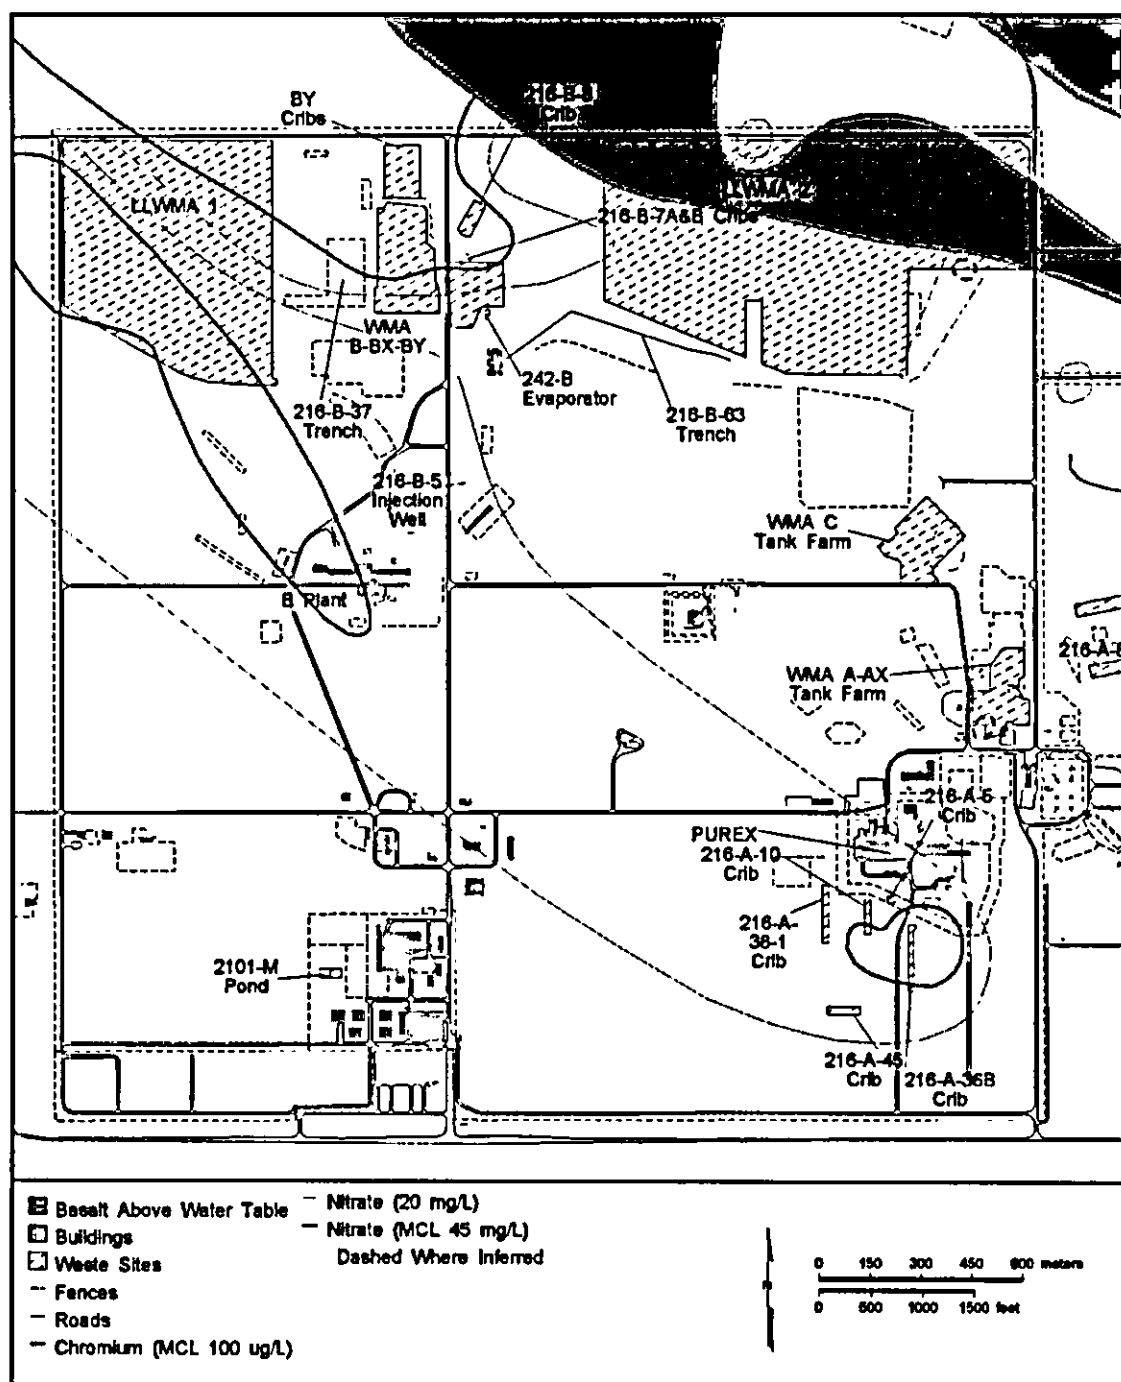 BY
Cribs
216-B-8
Crib
LLWMA 1
LLWMA 2
216-B-7A&B Cribs
WMA
B-BX-BY
242-B
Evaporator
216-B-37
Trench
216-B-63
Trench
216-B-5
Injection
Well
WMA C
Tank Farm
B Plant
WMA A-AX
Tank Farm
216-A-5
Crib
PUREX
216-A-10
Crib
216-A-
38-1
Crib
2101-M
Pond
216-A-45
Crib
216-A-36B
Crib
Basalt Above Water Table
Buildings
Waste Sites
Fences
Roads
Chromium (MCL 100 ug/L)
Nitrate (20 mg/L)
Nitrate (MCL 45 mg/L)
Dashed Where Inferred
0 150 300 450 600 meters
0 500 1000 1500 feet